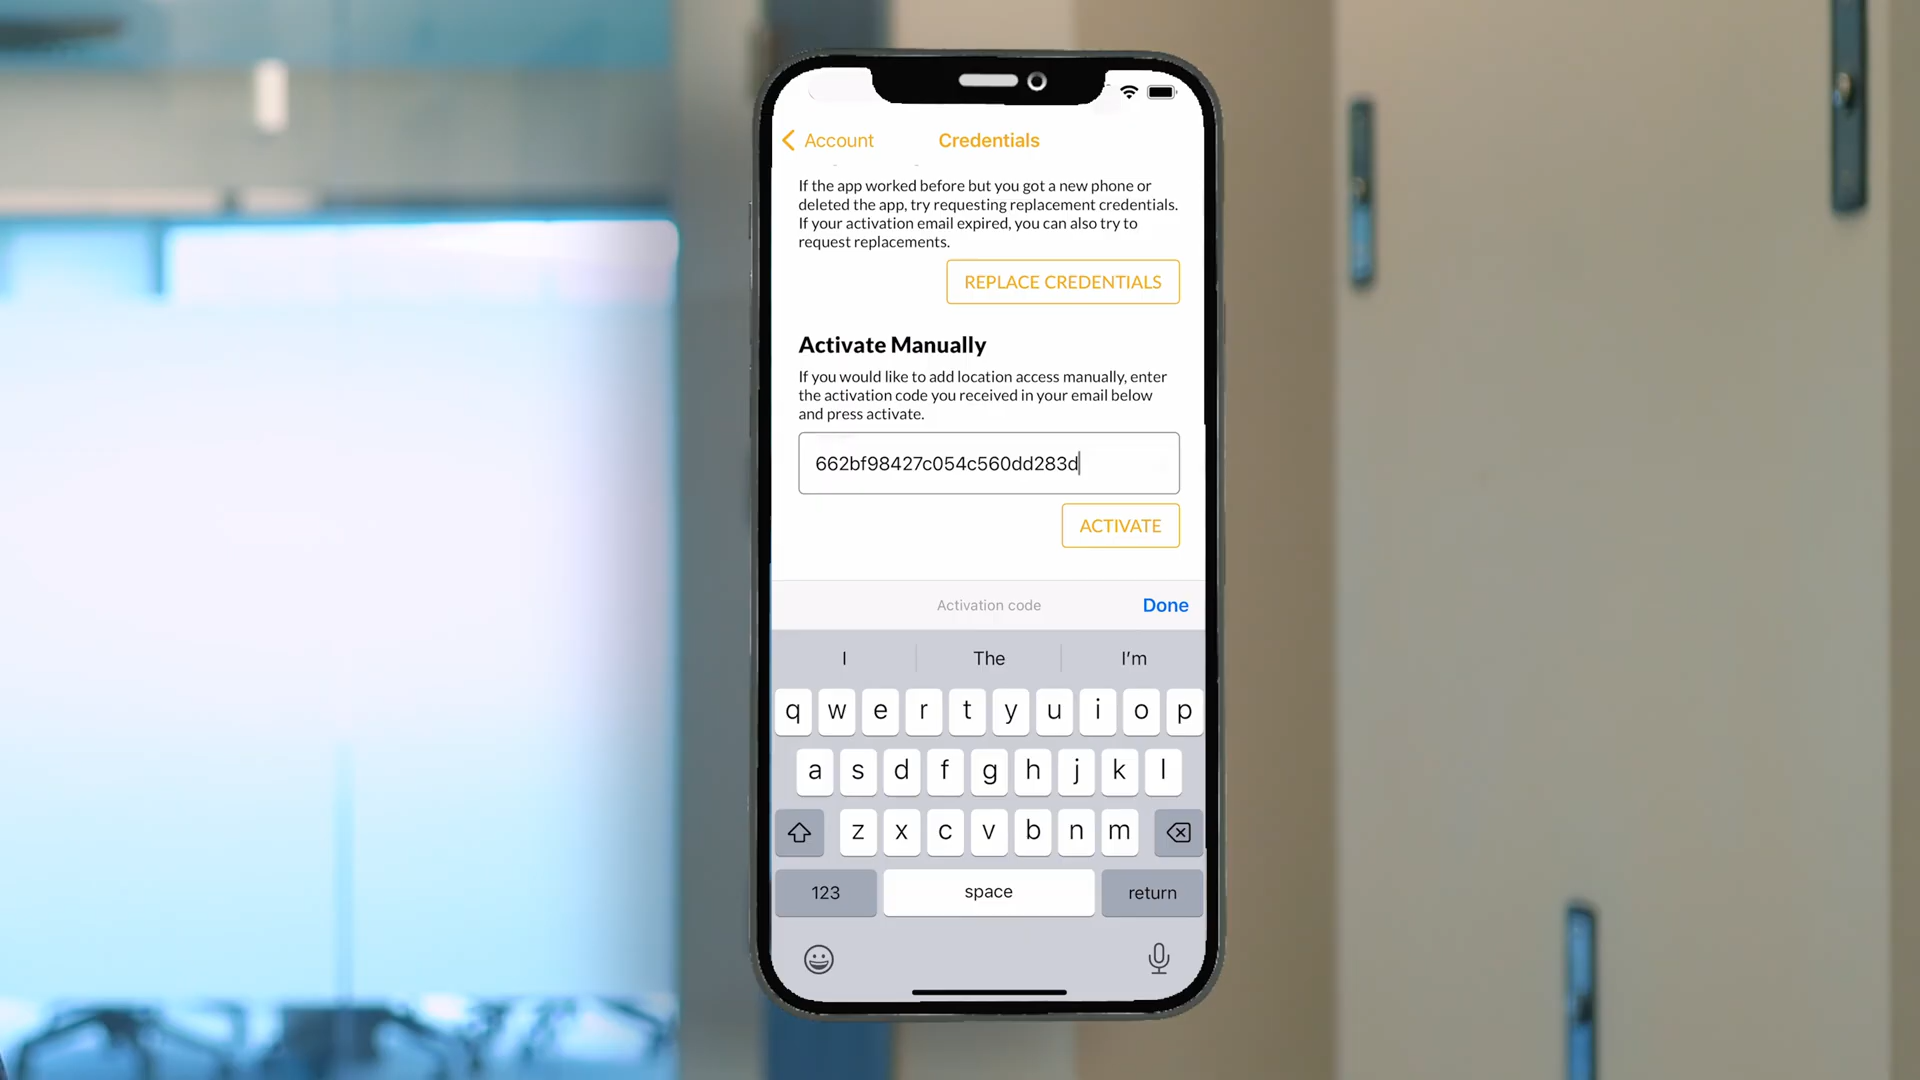 Account
Credentials
If the app worked before but you got a new phone or
deleted the app, try requesting replacement credentials.
If your activation email expired, you can also try to
request replacements.
REPLACE CREDENTIALS
Activate Manually
If you would like to add location access manually, enter
the activation code you received in your email below
and press activate.
662bf98427c054c560dd283d
ACTIVATE
Activation code
Done
I The I'm
q w e r t y u i o p
a s d f g h j k l
z x c v b n m
123 space return